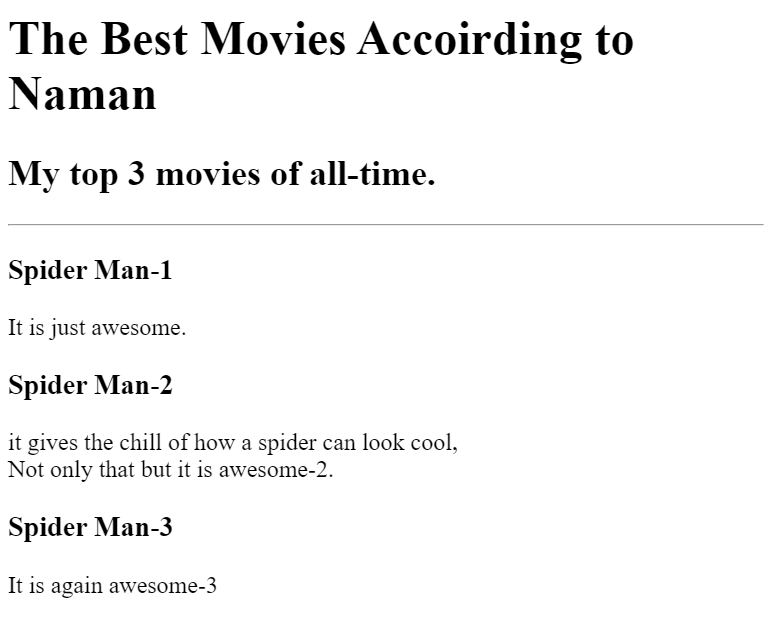 The Best Movies Accoirding to
Naman
My top 3 movies of all-time.
Spider Man-1
It is just awesome.
Spider Man-2
it gives the chill of how a spider can look cool,
Not only that but it is awesome-2.
Spider Man-3
It is again awesome-3